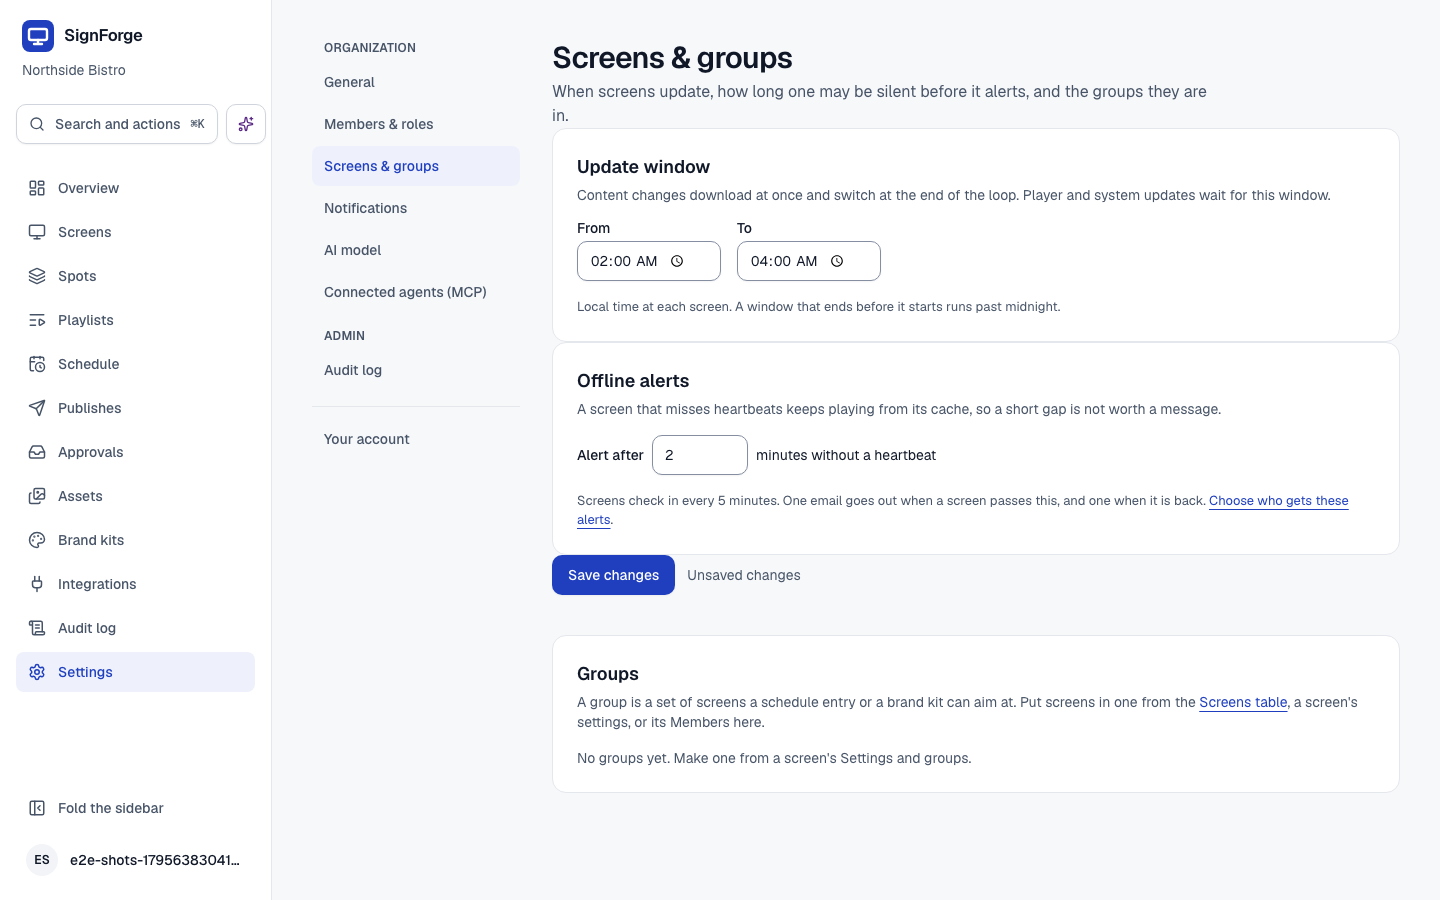 SignForge
Northside Bistro
Search and actions ⌘K
Overview
Screens
Spots
Playlists
Schedule
Publishes
Approvals
Assets
Brand kits
Integrations
Audit log
Settings
Fold the sidebar
ES e2e-shots-17956383041...
ORGANIZATION
General
Members & roles
Screens & groups
Notifications
AI model
Connected agents (MCP)
ADMIN
Audit log
Your account
Screens & groups
When screens update, how long one may be silent before it alerts, and the groups they are
in.
Update window
Content changes download at once and switch at the end of the loop. Player and system updates wait for this window.
From To
02:00 AM 04:00 AM
Local time at each screen. A window that ends before it starts runs past midnight.
Offline alerts
A screen that misses heartbeats keeps playing from its cache, so a short gap is not worth a message.
Alert after 2 minutes without a heartbeat
Screens check in every 5 minutes. One email goes out when a screen passes this, and one when it is back. Choose who gets these
alerts.
Save changes Unsaved changes
Groups
A group is a set of screens a schedule entry or a brand kit can aim at. Put screens in one from the Screens table, a screen's
settings, or its Members here.
No groups yet. Make one from a screen's Settings and groups.